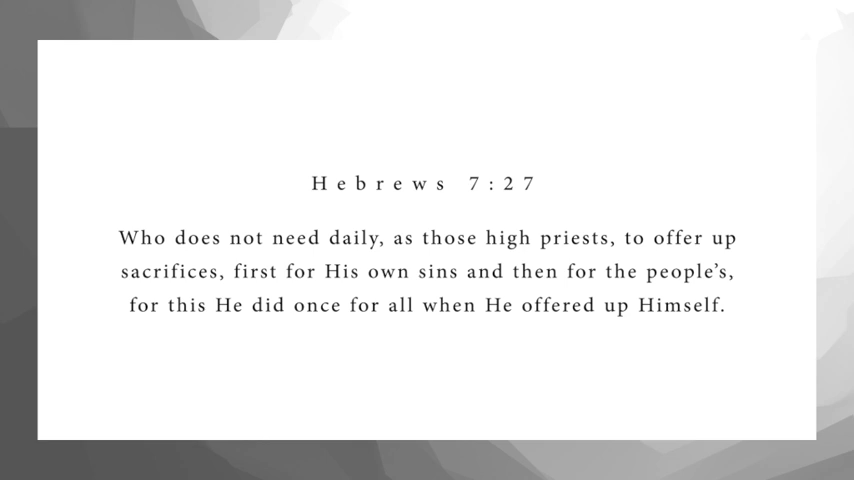 Hebrews 7:27
Who does not need daily, as those high priests, to offer up
sacrifices, first for His own sins and then for the people’s,
for this He did once for all when He offered up Himself.